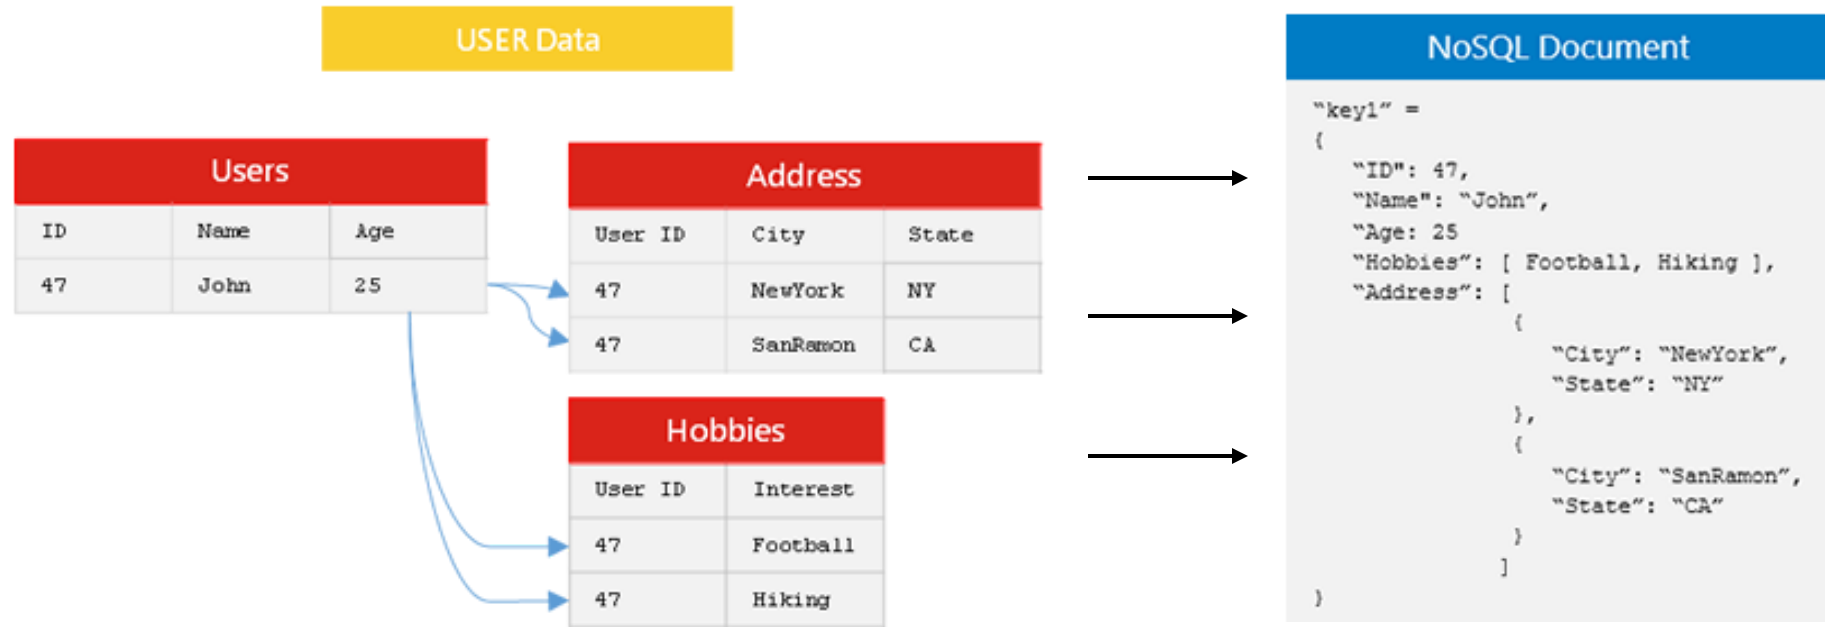 USER Data
Users
ID Name Age
47 John 25
Address
User ID City State
47 NewYork NY
47 SanRamon CA
Hobbies
User ID Interest
47 Football
47 Hiking
NoSQL Document
“key1” =
{
“ID": 47,
“Name": “John”,
“Age: 25
“Hobbies”: [ Football, Hiking ],
“Address”: [
{
“City”: “NewYork”,
“State”: “NY”
},
{
“City”: “SanRamon”,
“State”: “CA”
}
]
}